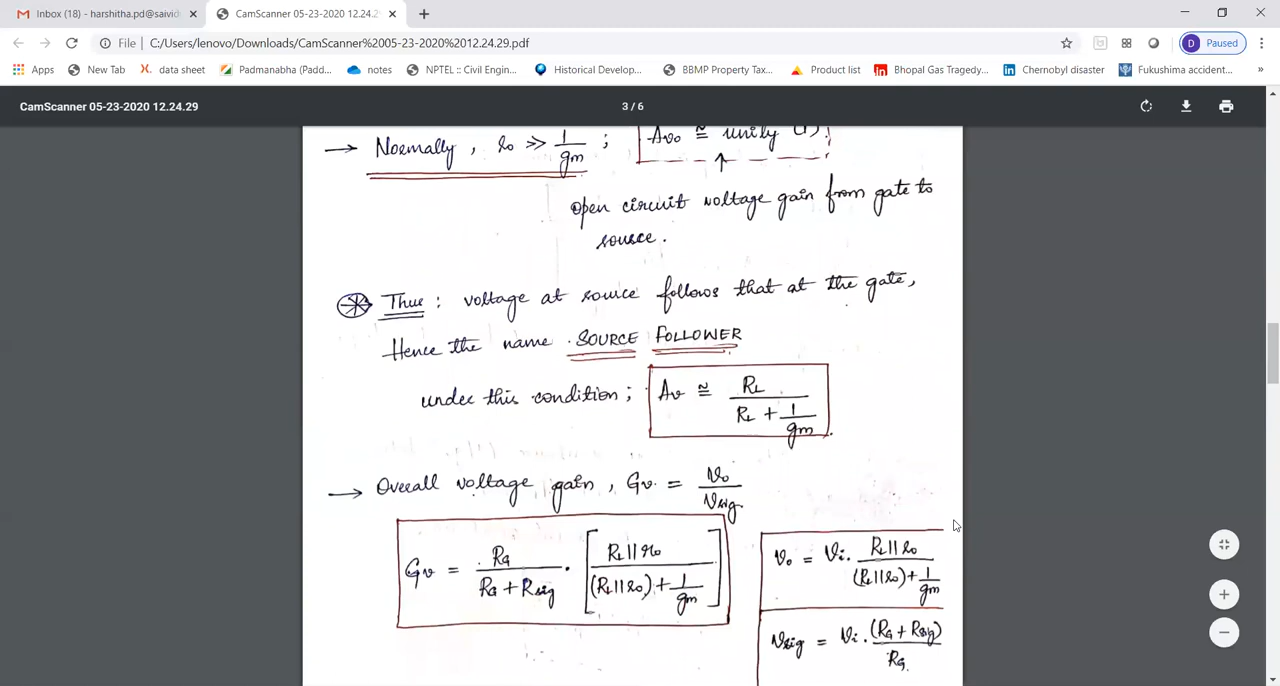 Inbox (18) - harshitha.pd@saivid
CamScanner 05-23-2020 12.24.2
File
C:/Users/lenovo/Downloads/CamScanner%2005-23-2020%2012.24.29.pdf
D Paused
Apps
New Tab
data sheet
Padmanabha (Padd...
notes
NPTEL :: Civil Engin...
Historical Develop...
BBMP Property Tax...
Product list
Bhopal Gas Tragedy...
Chernobyl disaster
Fukushima accident...
»
CamScanner 05-23-2020 12.24.29
3 / 6
→ Normally, ro >> 1/gm ; Avo ≅ unity (1).
open circuit voltage gain from gate to
source.
Thus : voltage at source follows that at the gate,
Hence the name SOURCE FOLLOWER
under this condition ; Av ≅ RL / (RL + 1/gm)
→ Overall voltage gain, Gv = vo/vsig
Gv = RG/(RG + Rsig) · [ RL||ro / ((RL||ro) + 1/gm) ]
vo = vi · RL||ro / ((RL||ro) + 1/gm)
vsig = vi · (RG + Rsig)/RG